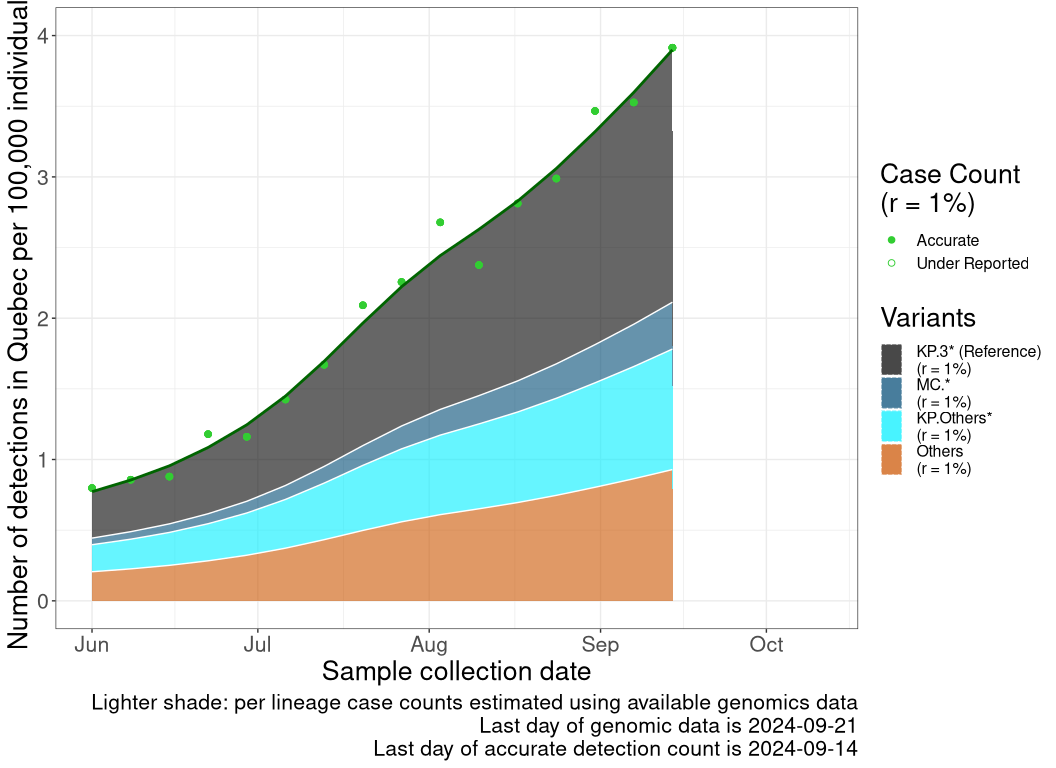 Number of detections in Quebec per 100,000 individual
4
3
2
1
0
Jun Jul Aug Sep Oct
Sample collection date
Lighter shade: per lineage case counts estimated using available genomics data
Last day of genomic data is 2024-09-21
Last day of accurate detection count is 2024-09-14
Case Count
(r = 1%)
Accurate
Under Reported
Variants
KP.3* (Reference)
(r = 1%)
MC.*
(r = 1%)
KP.Others*
(r = 1%)
Others
(r = 1%)